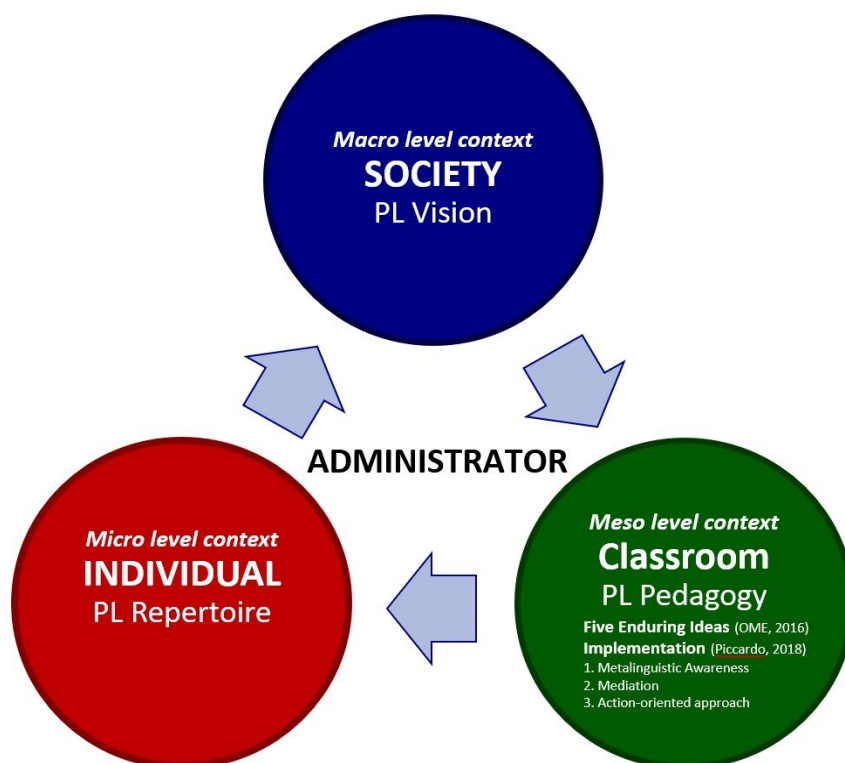 Macro level context
SOCIETY
PL Vision
ADMINISTRATOR
Micro level context
INDIVIDUAL
PL Repertoire
Meso level context
Classroom
PL Pedagogy
Five Enduring Ideas (OME, 2016)
Implementation (Piccardo, 2018)
1. Metalinguistic Awareness
2. Mediation
3. Action-oriented approach